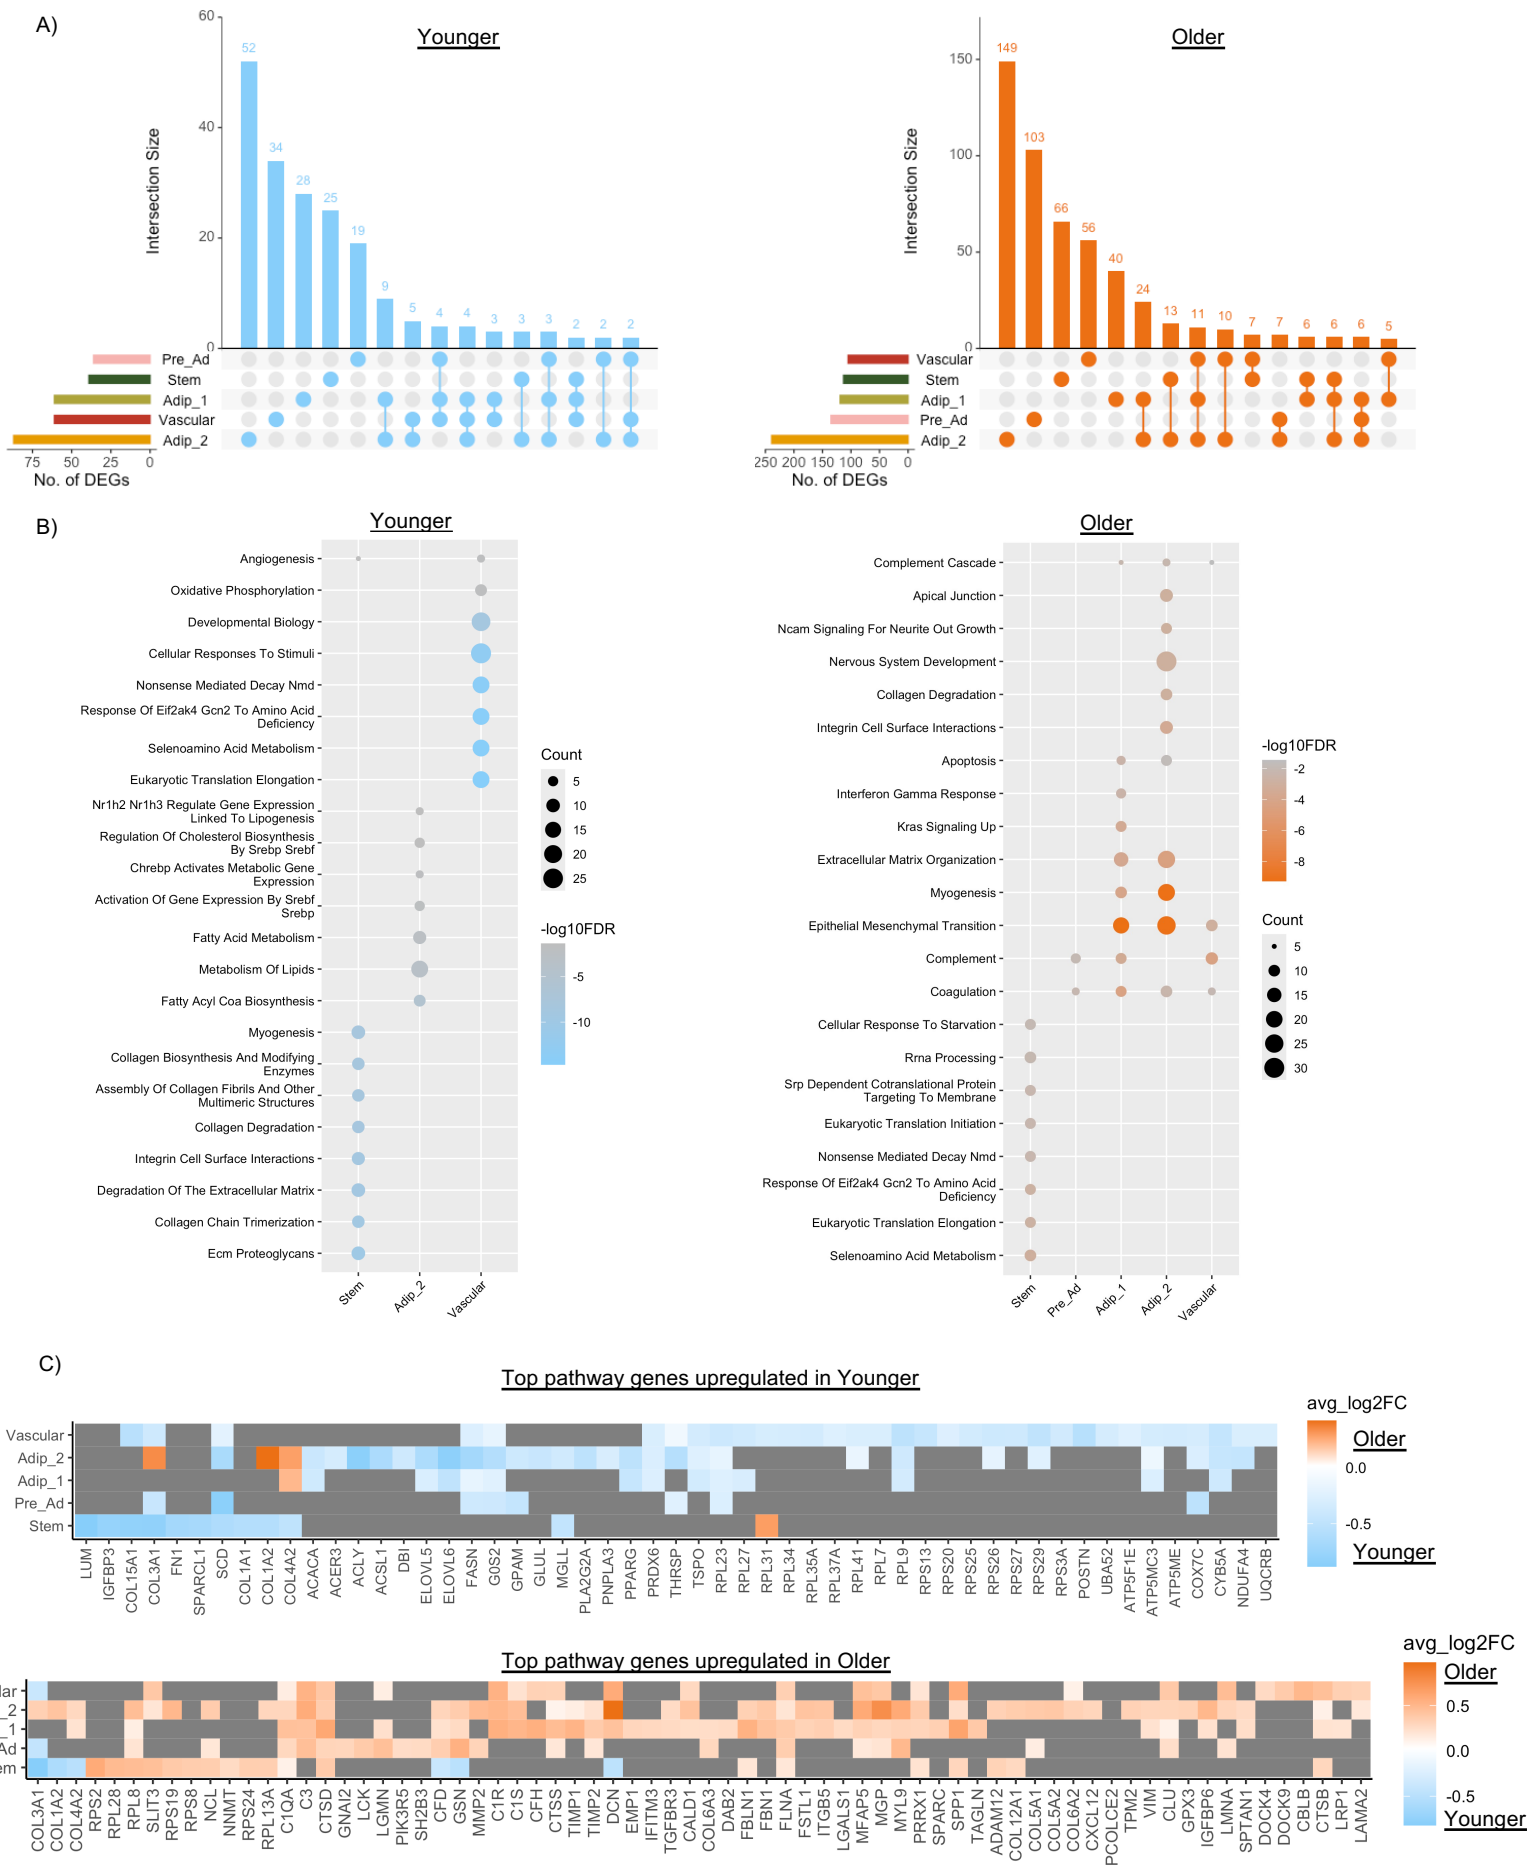 A)
Younger
Older
60
40
20
0
Intersection Size
52
34
28
25
19
9
5
4
4
3
3
3
2
2
2
Pre_Ad
Stem
Adip_1
Vascular
Adip_2
75 50 25 0
No. of DEGs
150
100
50
0
Intersection Size
149
103
66
56
40
24
13
11
10
7
7
6
6
6
5
Vascular
Stem
Adip_1
Pre_Ad
Adip_2
250 200 150 100 50 0
No. of DEGs
B)
Younger
Angiogenesis
Oxidative Phosphorylation
Developmental Biology
Cellular Responses To Stimuli
Nonsense Mediated Decay Nmd
Response Of Eif2ak4 Gcn2 To Amino Acid
Deficiency
Selenoamino Acid Metabolism
Eukaryotic Translation Elongation
Nr1h2 Nr1h3 Regulate Gene Expression
Linked To Lipogenesis
Regulation Of Cholesterol Biosynthesis
By Srebp Srebf
Chrebp Activates Metabolic Gene
Expression
Activation Of Gene Expression By Srebf
Srebp
Fatty Acid Metabolism
Metabolism Of Lipids
Fatty Acyl Coa Biosynthesis
Myogenesis
Collagen Biosynthesis And Modifying
Enzymes
Assembly Of Collagen Fibrils And Other
Multimeric Structures
Collagen Degradation
Integrin Cell Surface Interactions
Degradation Of The Extracellular Matrix
Collagen Chain Trimerization
Ecm Proteoglycans
Stem
Adip_2
Vascular
Count
5
10
15
20
25
-log10FDR
-5
-10
Older
Complement Cascade
Apical Junction
Ncam Signaling For Neurite Out Growth
Nervous System Development
Collagen Degradation
Integrin Cell Surface Interactions
Apoptosis
Interferon Gamma Response
Kras Signaling Up
Extracellular Matrix Organization
Myogenesis
Epithelial Mesenchymal Transition
Complement
Coagulation
Cellular Response To Starvation
Rrna Processing
Srp Dependent Cotranslational Protein
Targeting To Membrane
Eukaryotic Translation Initiation
Nonsense Mediated Decay Nmd
Response Of Eif2ak4 Gcn2 To Amino Acid
Deficiency
Eukaryotic Translation Elongation
Selenoamino Acid Metabolism
Stem
Pre_Ad
Adip_1
Adip_2
Vascular
-log10FDR
-2
-4
-6
-8
Count
5
10
15
20
25
30
C)
Top pathway genes upregulated in Younger
Vascular
Adip_2
Adip_1
Pre_Ad
Stem
LUM
IGFBP3
COL15A1
COL3A1
FN1
SPARCL1
SCD
COL1A1
COL1A2
COL4A2
ACACA
ACER3
ACLY
ACSL1
DBI
ELOVL5
ELOVL6
FASN
G0S2
GPAM
GLUL
MGLL
PLA2G2A
PNPLA3
PPARG
PRDX6
THRSP
TSPO
RPL23
RPL27
RPL31
RPL34
RPL35A
RPL37A
RPL41
RPL7
RPL9
RPS13
RPS20
RPS25
RPS26
RPS27
RPS29
RPS3A
POSTN
UBA52
ATP5F1E
ATP5MC3
ATP5ME
COX7C
CYB5A
NDUFA4
UQCRB
avg_log2FC
Older
0.0
-0.5
Younger
Top pathway genes upregulated in Older
lar
_2
_1
Ad
em
COL3A1
COL1A2
COL4A2
RPS2
RPL28
RPL8
SLIT3
RPS19
RPS8
NCL
NNMT
RPS24
RPL13A
C1QA
C3
CTSD
GNAI2
LCK
LGMN
PIK3R5
SH2B3
CFD
GSN
MMP2
C1R
C1S
CFH
CTSS
TIMP1
TIMP2
DCN
EMP1
IFITM3
TGFBR3
CALD1
COL6A3
DAB2
FBLN1
FBN1
FLNA
FSTL1
ITGB5
LGALS1
MFAP5
MGP
MYL9
PRRX1
SPARC
SPP1
TAGLN
ADAM12
COL12A1
COL5A1
COL5A2
COL6A2
CXCL12
PCOLCE2
TPM2
VIM
CLU
GPX3
IGFBP6
LMNA
SPTAN1
DOCK4
DOCK9
CBLB
CTSB
LRP1
LAMA2
avg_log2FC
Older
0.5
0.0
-0.5
Younger